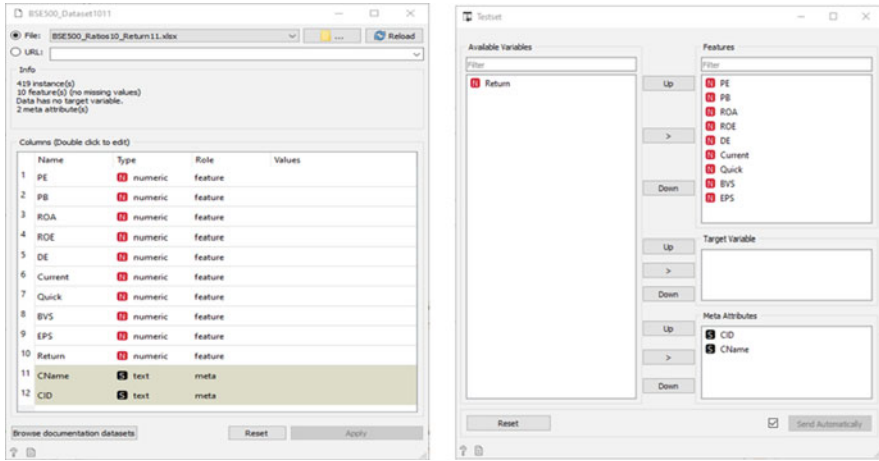 BSE500_Dataset1011
File: BSE500_Ratios10_Return11.xlsx ... Reload
URL:
Info
419 instance(s)
10 feature(s) (no missing values)
Data has no target variable.
2 meta attribute(s)
Columns (Double click to edit)
Name Type Role Values
1 PE N numeric feature
2 PB N numeric feature
3 ROA N numeric feature
4 ROE N numeric feature
5 DE N numeric feature
6 Current N numeric feature
7 Quick N numeric feature
8 BVS N numeric feature
9 EPS N numeric feature
10 Return N numeric feature
11 CName S text meta
12 CID S text meta
Browse documentation datasets Reset Apply
?
Testset
Available Variables
Filter
N Return
Up
>
Down
Up
>
Down
Up
>
Down
Features
Filter
N PE
N PB
N ROA
N ROE
N DE
N Current
N Quick
N BVS
N EPS
Target Variable
Meta Attributes
S CID
S CName
Reset Send Automatically
?